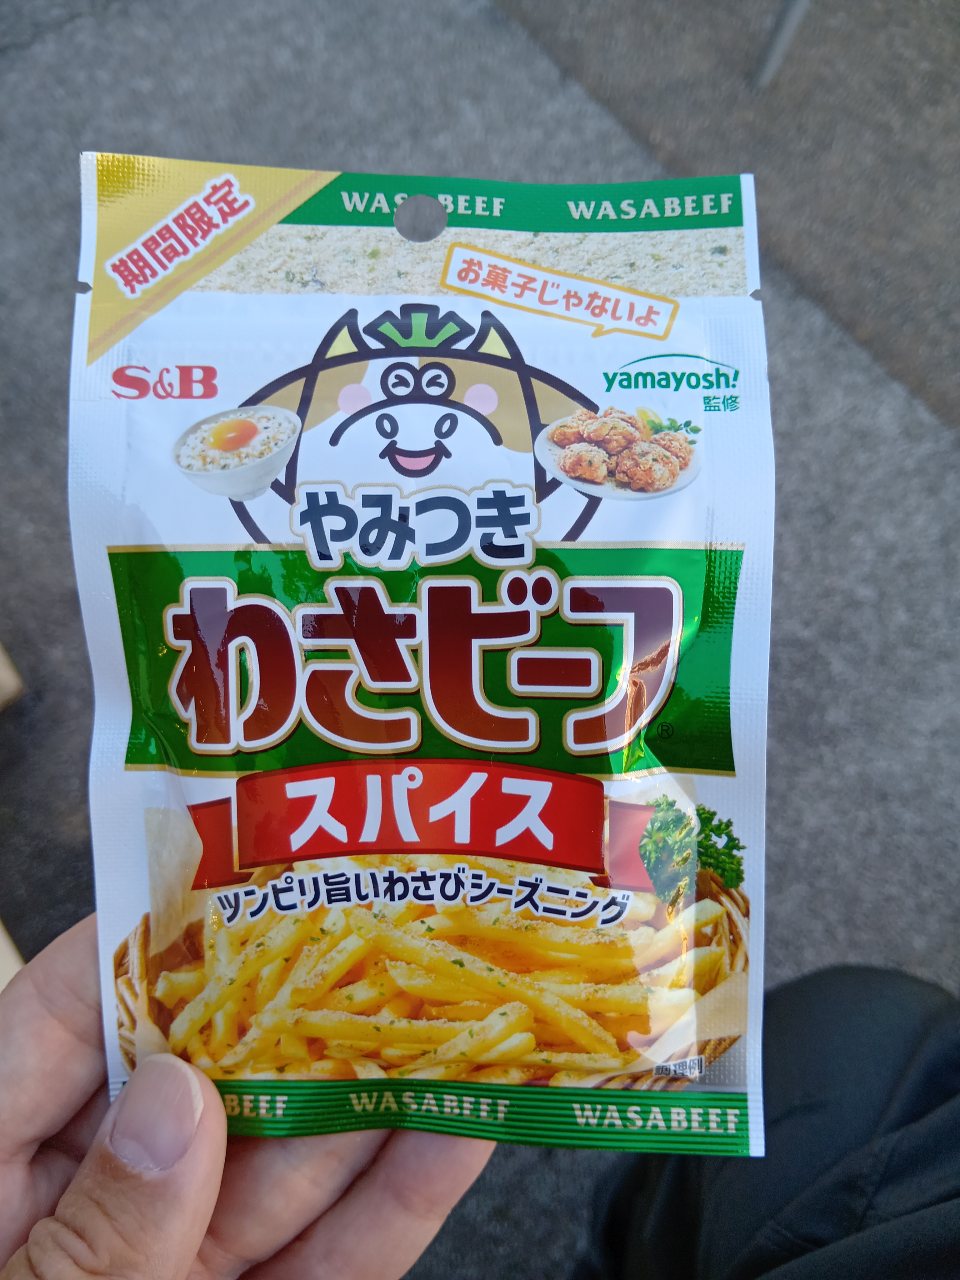 期間限定
WASABEEF WASABEEF
お菓子じゃないよ
S&B
yamayosh!
監修
やみつき
わさビーフ®
スパイス
ツンピリ旨いわさびシーズニング
調理例
BEEF WASABEEF WASABEEF